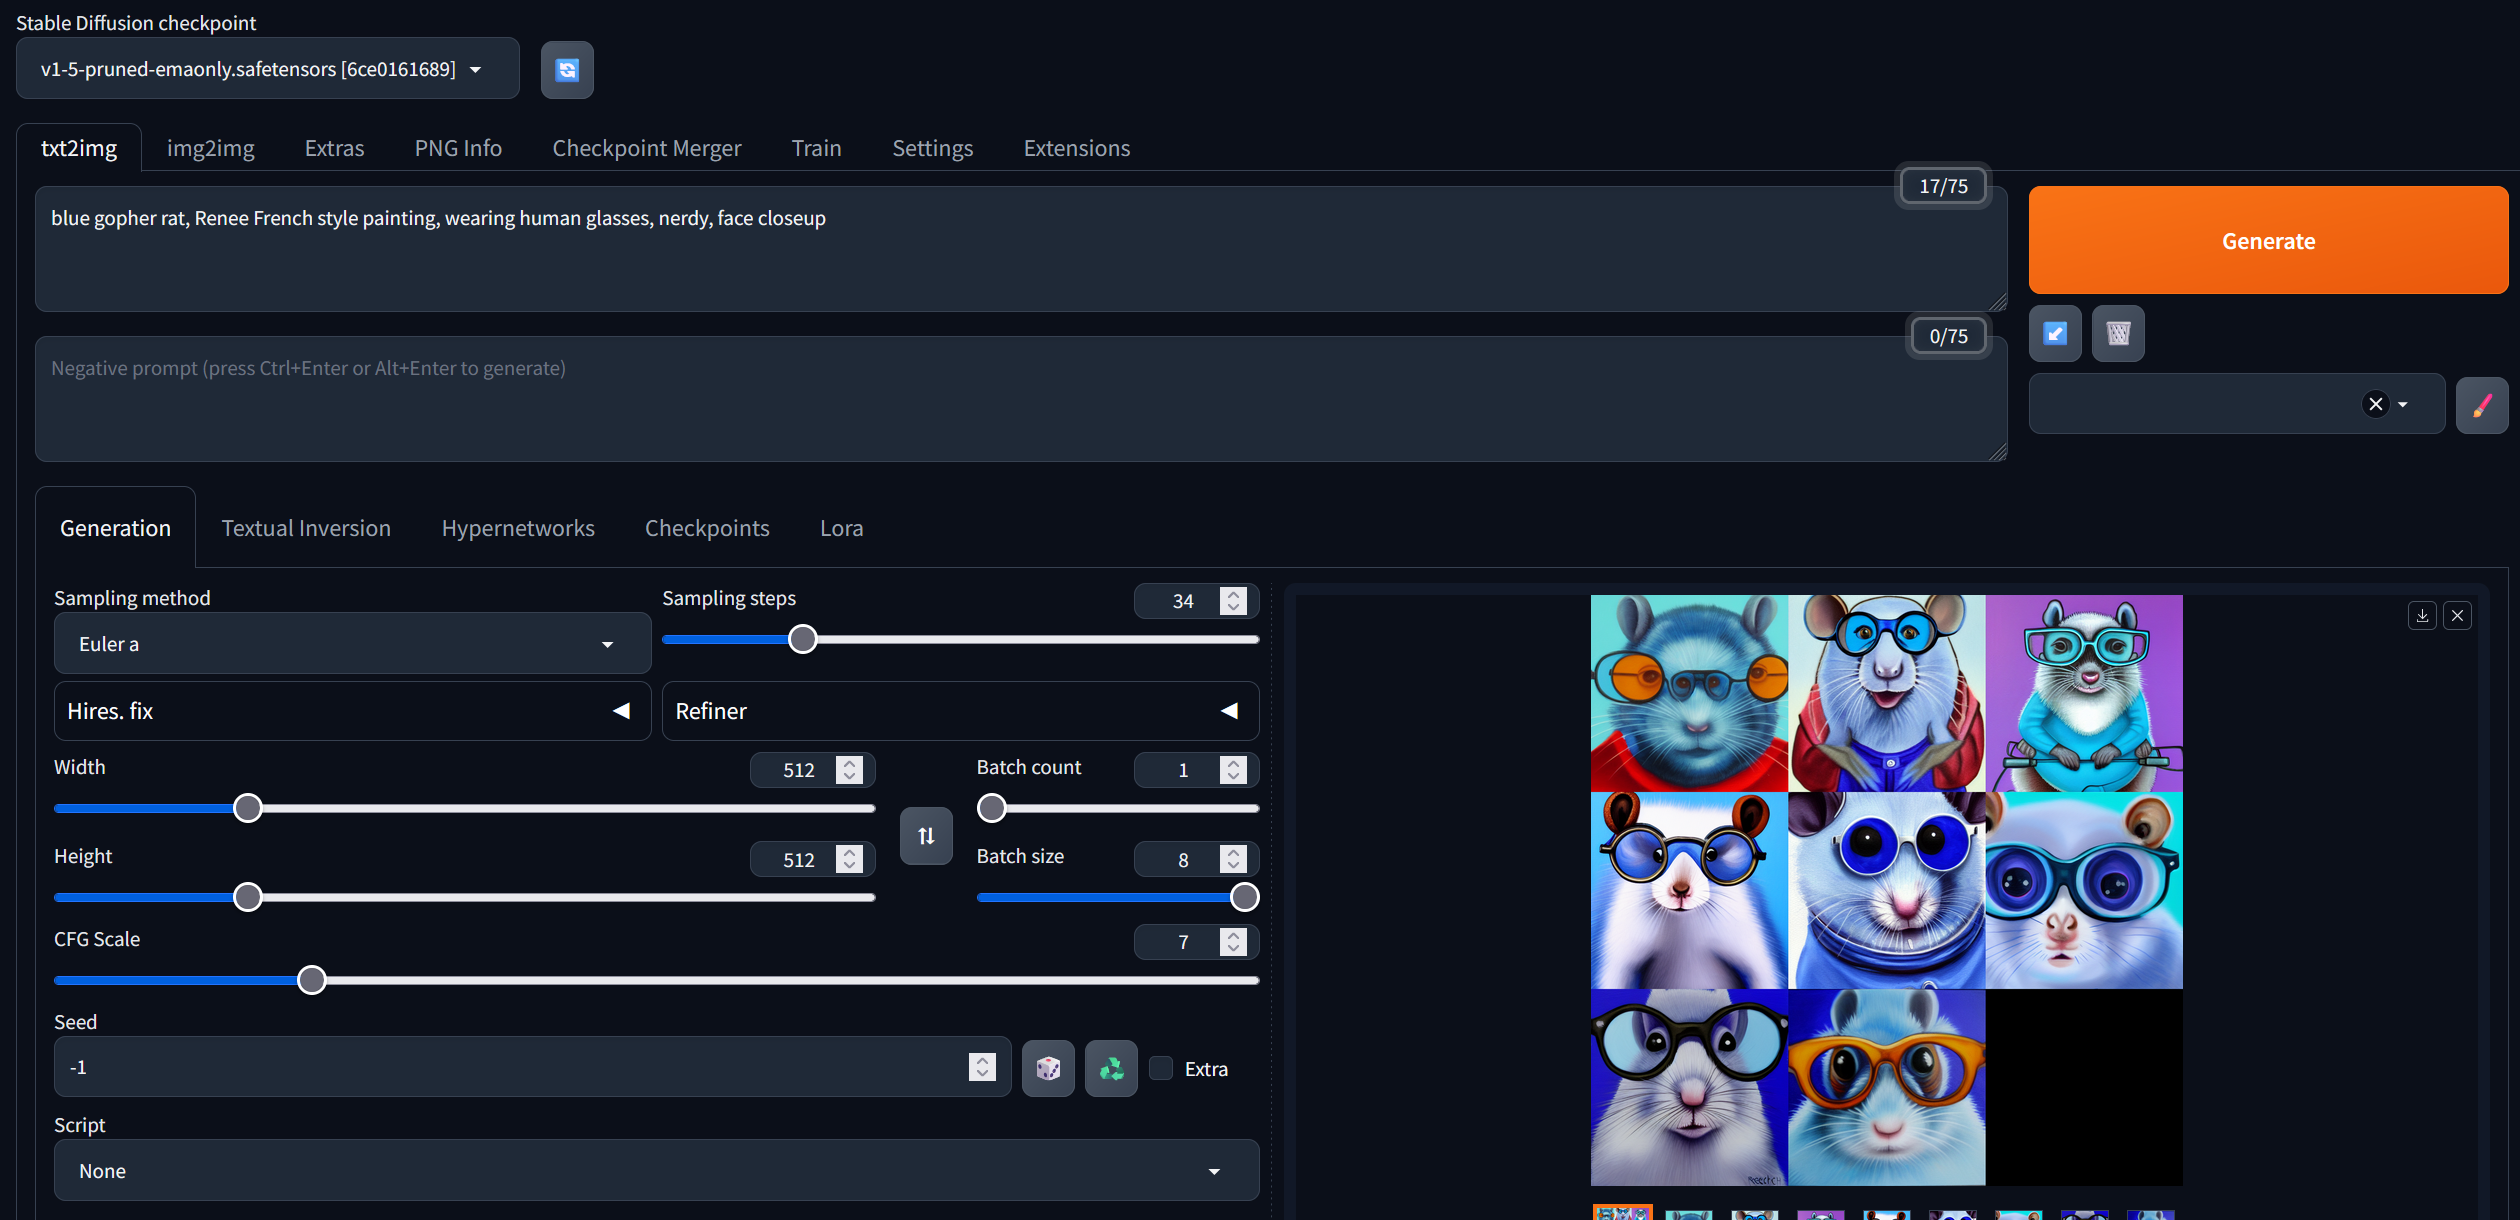 Stable Diffusion checkpoint
v1-5-pruned-emaonly.safetensors [6ce0161689]
txt2img img2img Extras PNG Info Checkpoint Merger Train Settings Extensions
17/75
blue gopher rat, Renee French style painting, wearing human glasses, nerdy, face closeup
Generate
0/75
Negative prompt (press Ctrl+Enter or Alt+Enter to generate)
Generation Textual Inversion Hypernetworks Checkpoints Lora
Sampling method
Euler a
Sampling steps
34
Hires. fix
Refiner
Width
512
Batch count
1
Height
512
Batch size
8
CFG Scale
7
Seed
-1
Extra
Script
None